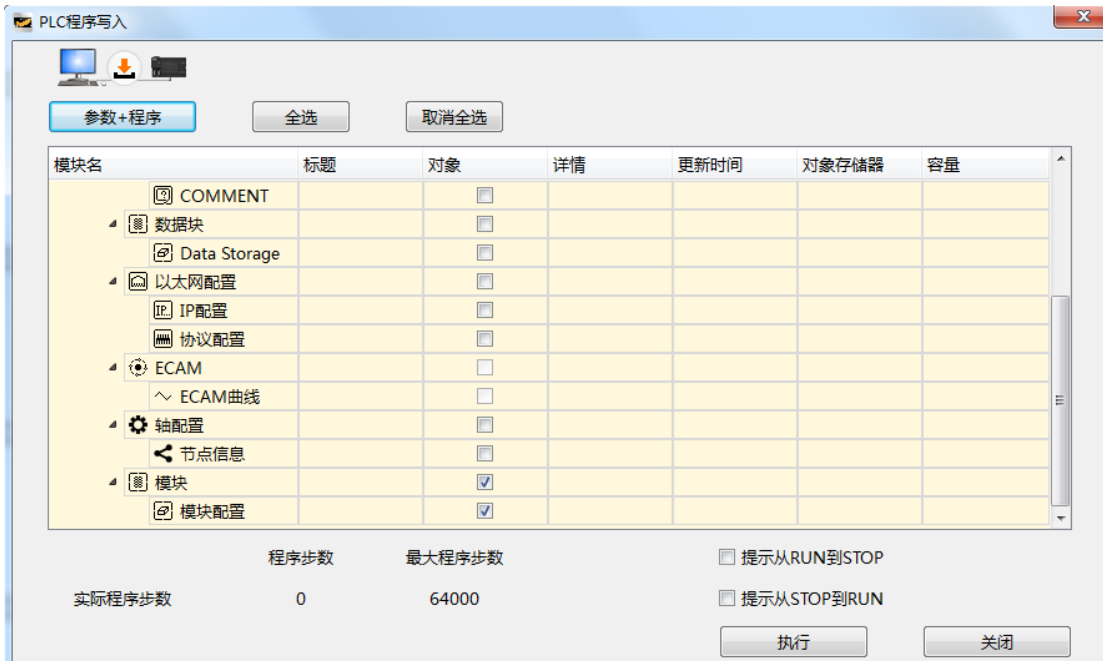 PLC程序写入
参数+程序 全选 取消全选
模块名 标题 对象 详情 更新时间 对象存储器 容量
COMMENT
数据块
Data Storage
以太网配置
IP.. IP配置
协议配置
ECAM
ECAM曲线
轴配置
节点信息
模块
模块配置
程序步数 最大程序步数 提示从RUN到STOP
实际程序步数 0 64000 提示从STOP到RUN
执行 关闭